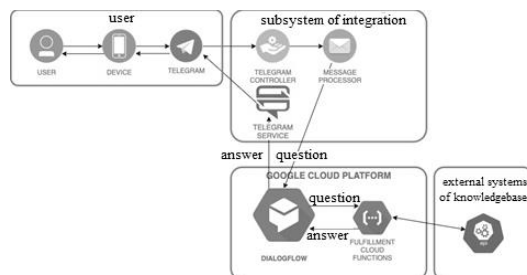 user
subsystem of integration
USER
DEVICE
TELEGRAM
TELEGRAM
CONTROLLER
MESSAGE
PROCESSOR
TELEGRAM
SERVICE
answer
question
GOOGLE CLOUD PLATFORM
question
answer
DIALOGFLOW
FULFILLMENT
CLOUD
FUNCTIONS
external systems
of knowledgebase
API